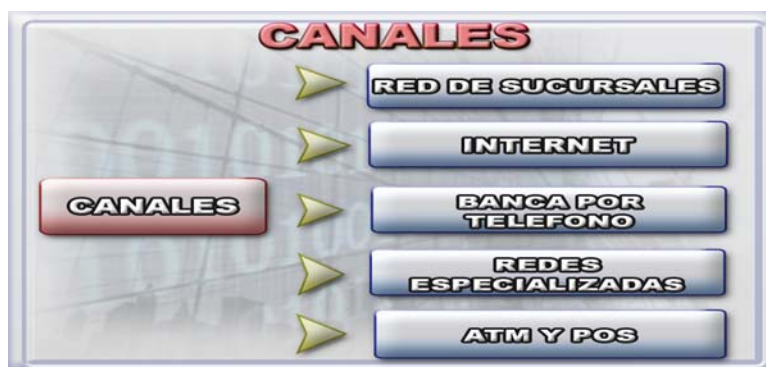 CANALES
RED DE SUCURSALES
INTERNET
CANALES
BANCA POR
TELEFONO
REDES
ESPECIALIZADAS
ATM Y POS